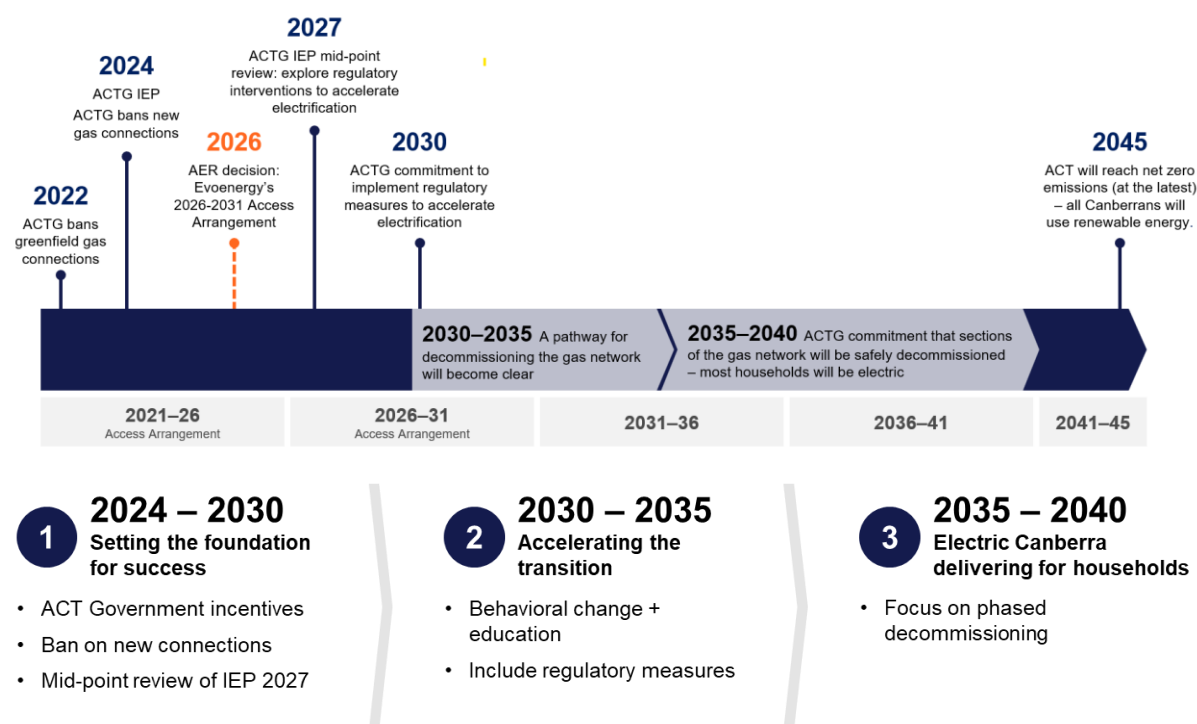 2022
ACTG bans
greenfield gas
connections
2024
ACTG IEP
ACTG bans new
gas connections
2026
AER decision:
Evoenergy's
2026-2031 Access
Arrangement
2027
ACTG IEP mid-point
review: explore regulatory
interventions to accelerate
electrification
2030
ACTG commitment to
implement regulatory
measures to accelerate
electrification
2045
ACT will reach net zero
emissions (at the latest)
– all Canberrans will
use renewable energy.
2030–2035 A pathway for
decommissioning the gas network
will become clear
2035–2040 ACTG commitment that sections
of the gas network will be safely decommissioned
– most households will be electric
2021–26
Access Arrangement
2026–31
Access Arrangement
2031–36
2036–41
2041–45
1
2024 – 2030
Setting the foundation
for success
• ACT Government incentives
• Ban on new connections
• Mid-point review of IEP 2027
2
2030 – 2035
Accelerating the
transition
• Behavioral change +
education
• Include regulatory measures
3
2035 – 2040
Electric Canberra
delivering for households
• Focus on phased
decommissioning